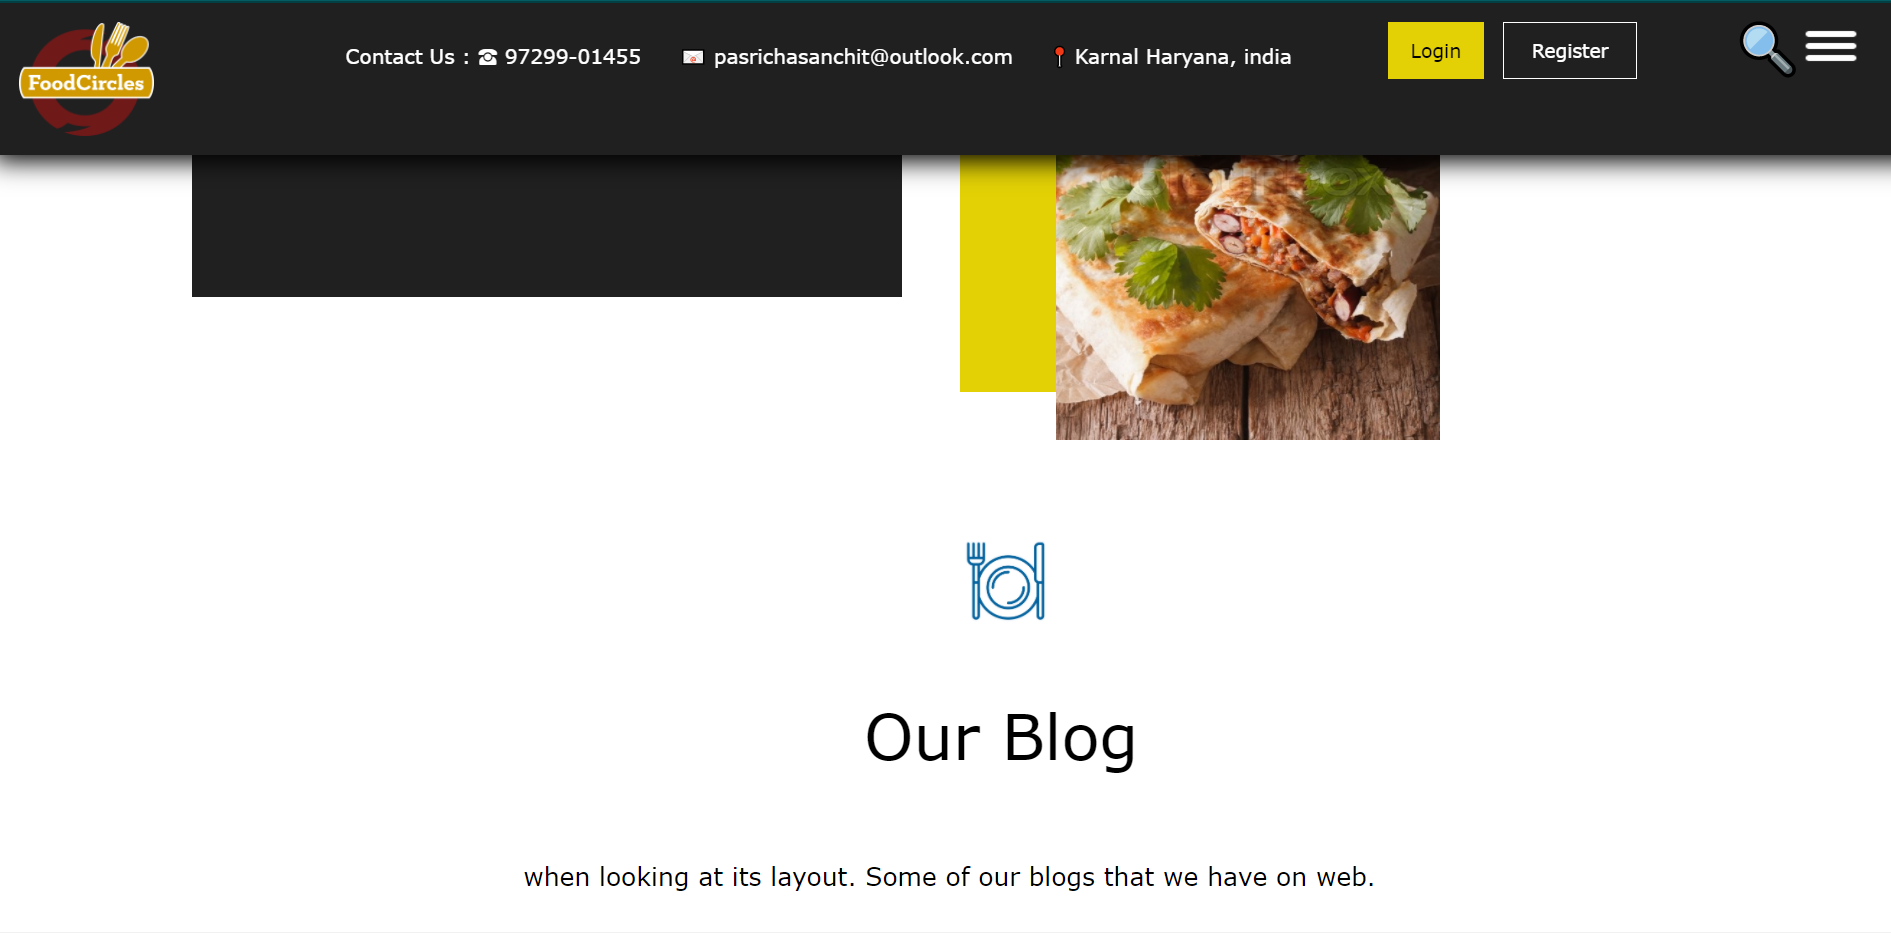 FoodCircles
Contact Us : ☎ 97299-01455 pasrichasanchit@outlook.com Karnal Haryana, india
Login Register
Our Blog
when looking at its layout. Some of our blogs that we have on web.